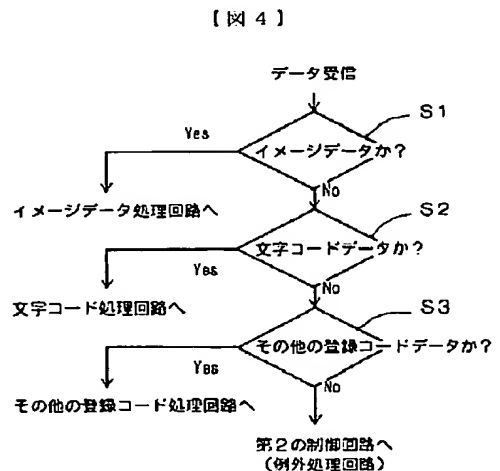 【図4】
データ受信
S1
Yes
イメージデータか？
No
イメージデータ処理回路へ
S2
文字コードデータか？
Yes
No
文字コード処理回路へ
S3
その他の登録コードデータか？
Yes
No
その他の登録コード処理回路へ
第2の制御回路へ
(例外処理回路)